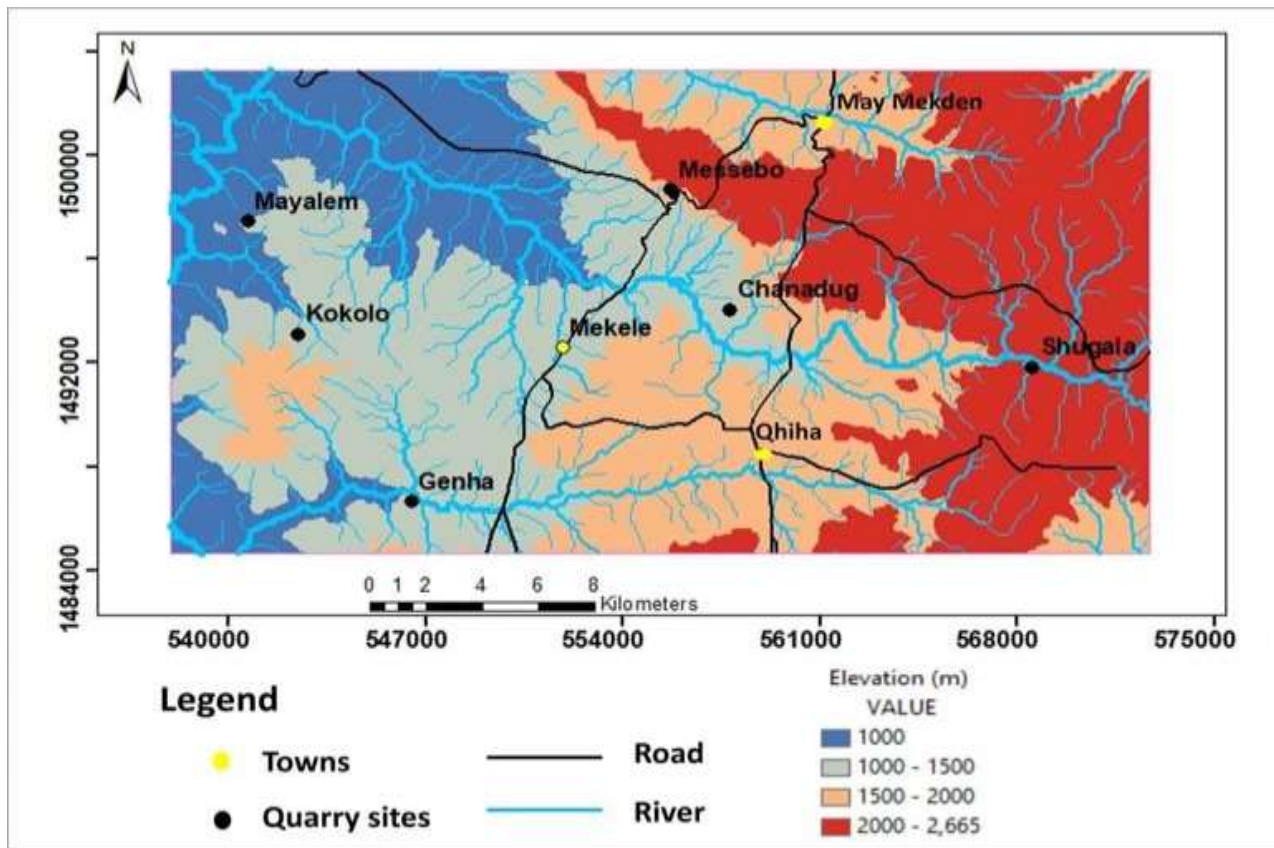 N
May Mekden
Messebo
Mayalem
Chanadug
Kokolo
Mekele
Shugala
Qhiha
Genha
1500000
1492000
1484000
0 1 2 4 6 8
Kilometers
540000 547000 554000 561000 568000 575000
Legend
Towns
Road
Quarry sites
River
Elevation (m)
VALUE
1000
1000 - 1500
1500 - 2000
2000 - 2,665